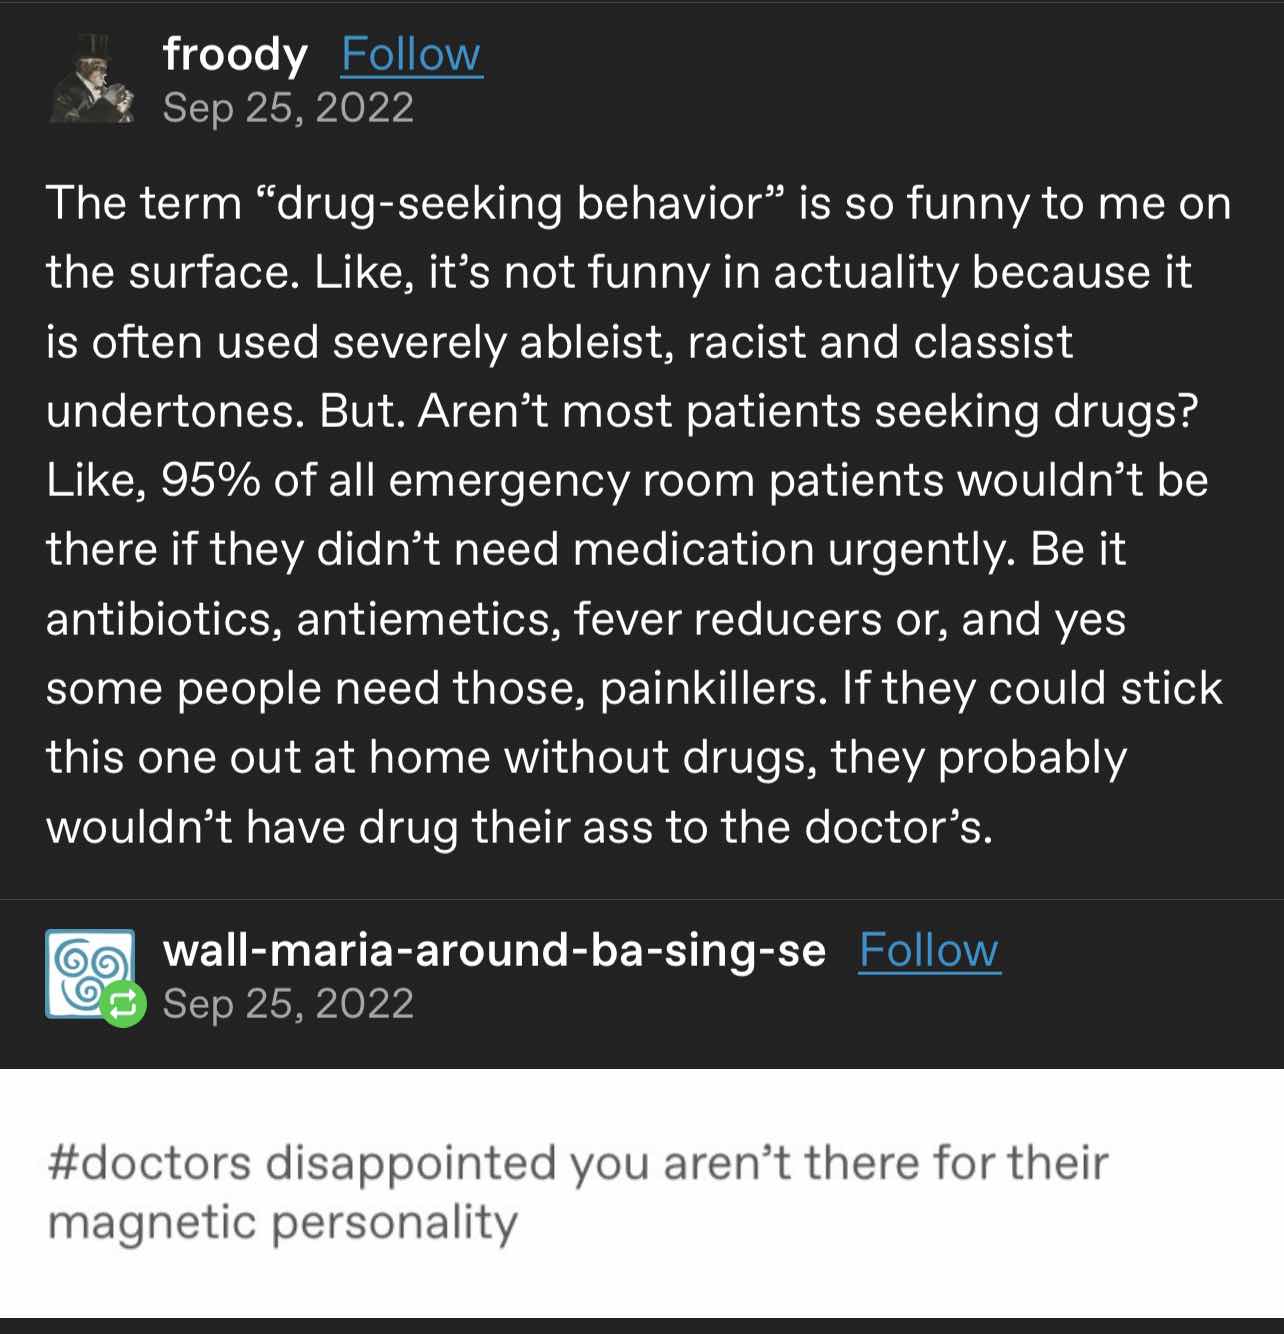 froody Follow
Sep 25, 2022
The term “drug-seeking behavior” is so funny to me on
the surface. Like, it’s not funny in actuality because it
is often used severely ableist, racist and classist
undertones. But. Aren’t most patients seeking drugs?
Like, 95% of all emergency room patients wouldn’t be
there if they didn’t need medication urgently. Be it
antibiotics, antiemetics, fever reducers or, and yes
some people need those, painkillers. If they could stick
this one out at home without drugs, they probably
wouldn’t have drug their ass to the doctor’s.
wall-maria-around-ba-sing-se Follow
Sep 25, 2022
#doctors disappointed you aren’t there for their
magnetic personality